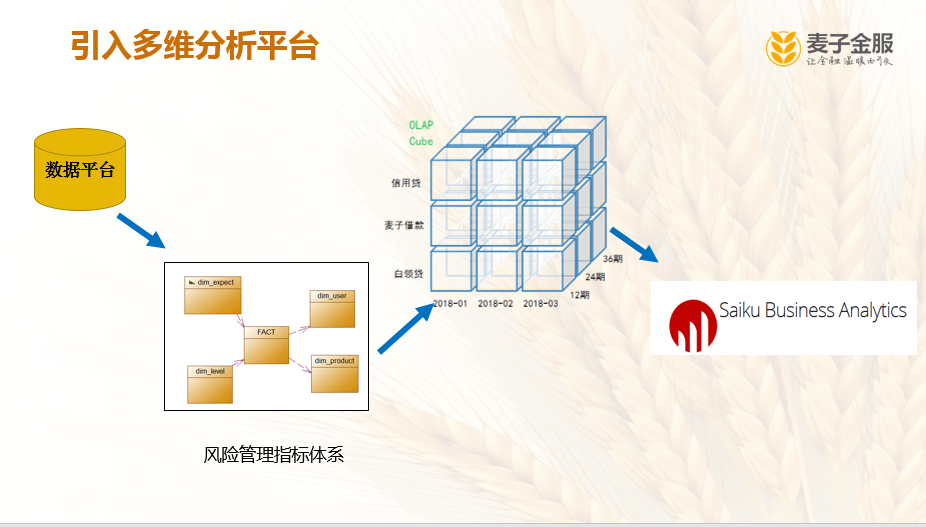 引入多维分析平台
麦子金服
让金融温暖而有爱
数据平台
OLAP
Cube
信用贷
麦子借款
白领贷
2018-01 2018-02 2018-03
12期
24期
36期
dim_expect
dim_user
FACT
dim_level
dim_product
风险管理指标体系
Saiku Business Analytics